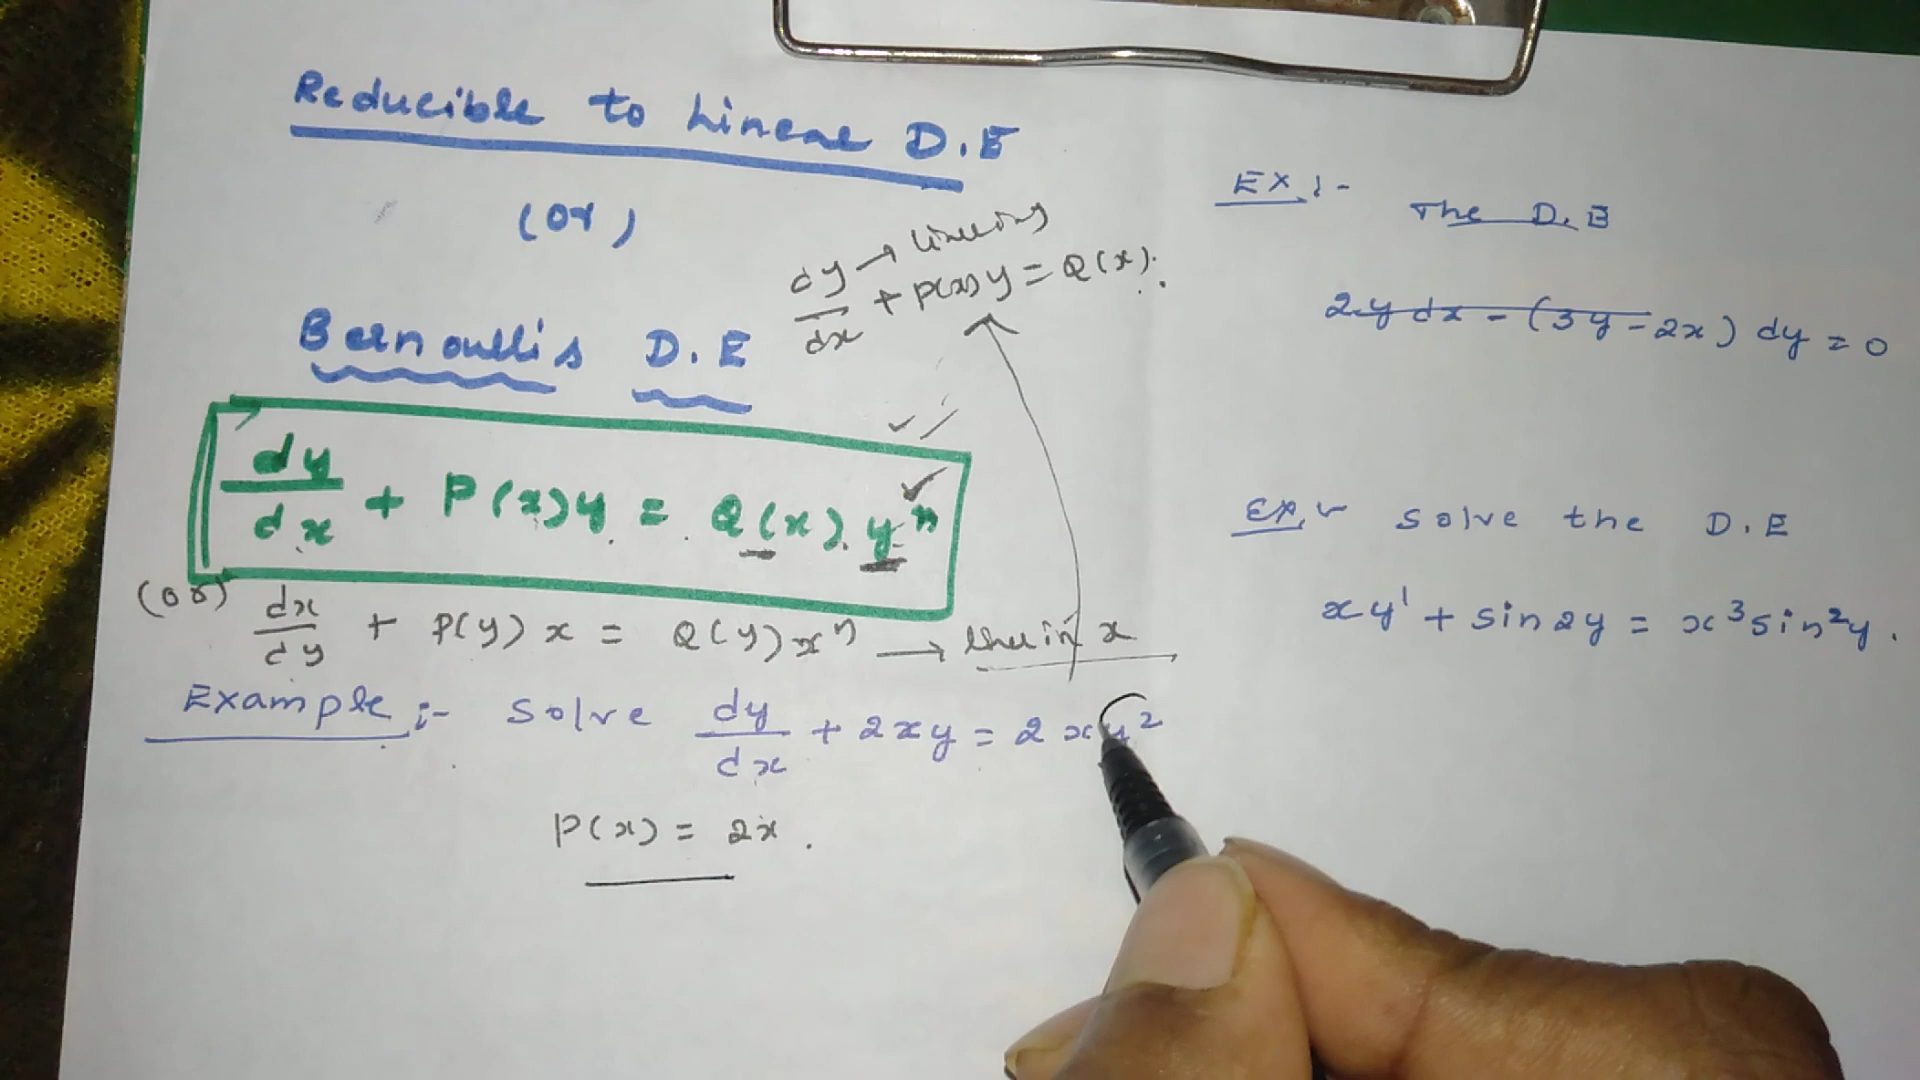 Reducible to Linear D.E
(or)
Bernoullis D.E
dy/dx + P(x)y = Q(x).
dy/dx + P(x)y = Q(x). yⁿ
(or) dx/dy + P(y) x = Q(y) xⁿ → x
Example :- Solve dy/dx + 2xy = 2xy²
P(x) = 2x.
EX :- The D.E
2y dx - (3y - 2x) dy = 0
Ex Solve the D.E
xy' + sin2y = x³sin²y.